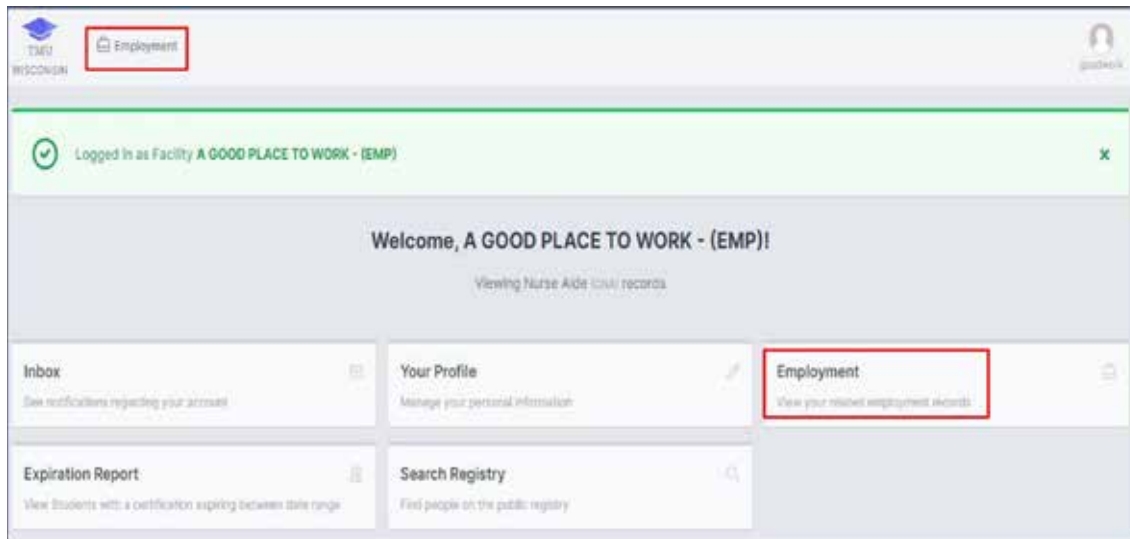 TMU
WISCONSIN
Employment
Logged in as Facility A GOOD PLACE TO WORK - (EMP)
x
Welcome, A GOOD PLACE TO WORK - (EMP)!
Viewing Nurse Aide (CNA) records
Inbox
See notifications regarding your account
Your Profile
Manage your personal information
Employment
View your related employment records
Expiration Report
View Students with a certification expiring between date range
Search Registry
Find people on the public registry